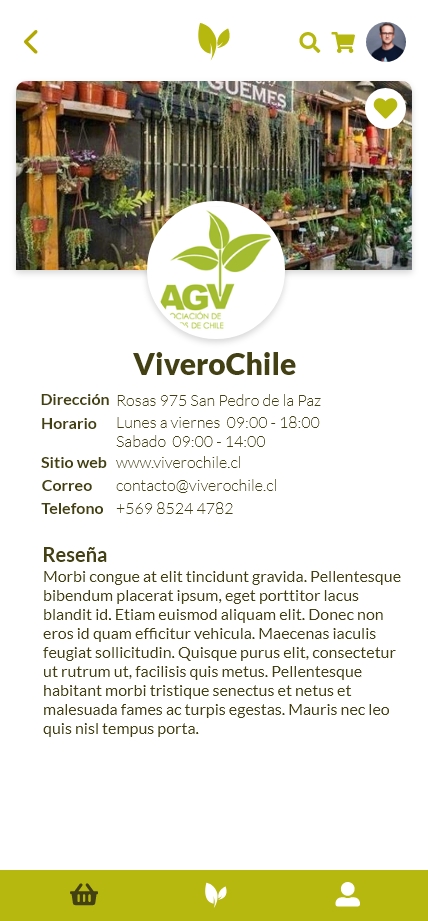 GUEMES
AGV
OCIACIÓN DE
OS DE CHILE
ViveroChile
Dirección Rosas 975 San Pedro de la Paz
Horario Lunes a viernes 09:00 - 18:00
Sabado 09:00 - 14:00
Sitio web www.viverochile.cl
Correo contacto@viverochile.cl
Telefono +569 8524 4782
Reseña
Morbi congue at elit tincidunt gravida. Pellentesque
bibendum placerat ipsum, eget porttitor lacus
blandit id. Etiam euismod aliquam elit. Donec non
eros id quam efficitur vehicula. Maecenas iaculis
feugiat sollicitudin. Quisque purus elit, consectetur
ut rutrum ut, facilisis quis metus. Pellentesque
habitant morbi tristique senectus et netus et
malesuada fames ac turpis egestas. Mauris nec leo
quis nisl tempus porta.